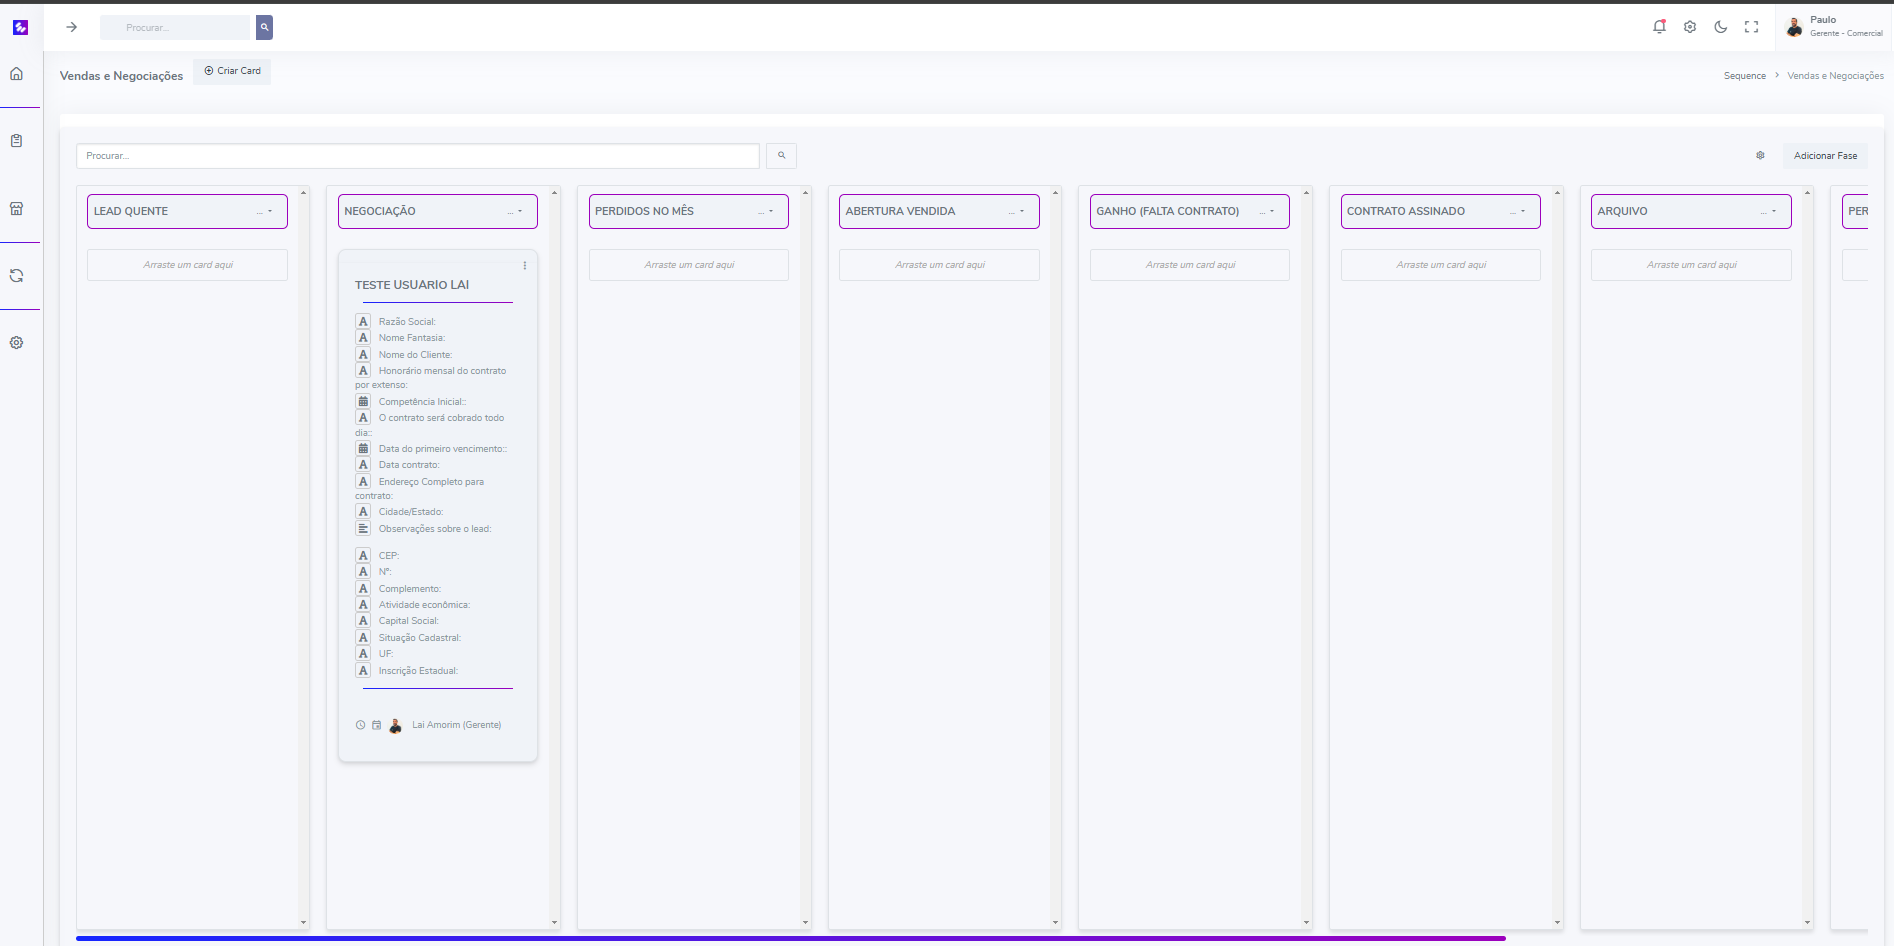 Procurar...
Paulo
Gerente - Comercial
Vendas e Negociações
Criar Card
Sequence > Vendas e Negociações
Procurar...
Adicionar Fase
LEAD QUENTE ...
Arraste um card aqui
NEGOCIAÇÃO ...
TESTE USUARIO LAI
A Razão Social:
A Nome Fantasia:
A Nome do Cliente:
A Honorário mensal do contrato
por extenso:
Competência Inicial::
A O contrato será cobrado todo
dia::
Data do primeiro vencimento::
A Data contrato:
A Endereço Completo para
contrato:
A Cidade/Estado:
Observações sobre o lead:
A CEP:
A Nº:
A Complemento:
A Atividade econômica:
A Capital Social:
A Situação Cadastral:
A UF:
A Inscrição Estadual:
Lai Amorim (Gerente)
PERDIDOS NO MÊS ...
Arraste um card aqui
ABERTURA VENDIDA ...
Arraste um card aqui
GANHO (FALTA CONTRATO) ...
Arraste um card aqui
CONTRATO ASSINADO ...
Arraste um card aqui
ARQUIVO ...
Arraste um card aqui
PER